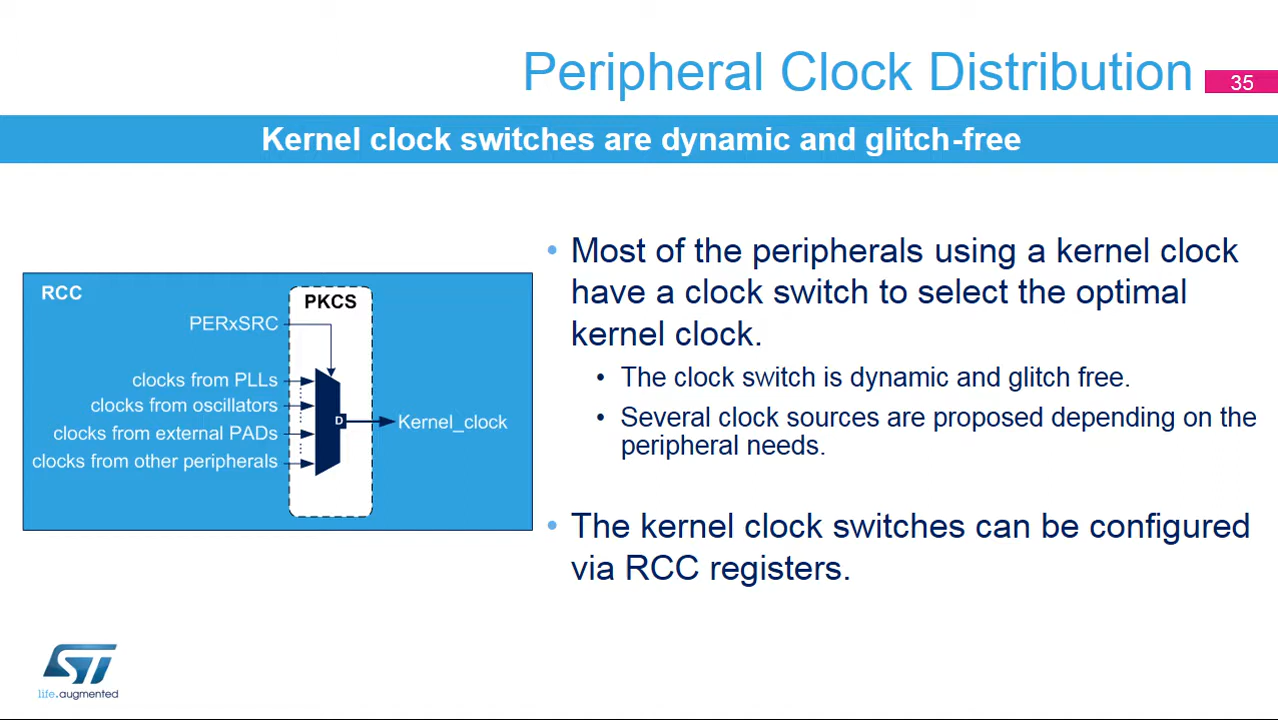 Peripheral Clock Distribution
35
Kernel clock switches are dynamic and glitch-free
RCC
PKCS
PERxSRC
clocks from PLLs
clocks from oscillators
clocks from external PADs
clocks from other peripherals
D
Kernel_clock
• Most of the peripherals using a kernel clock
have a clock switch to select the optimal
kernel clock.
• The clock switch is dynamic and glitch free.
• Several clock sources are proposed depending on the
peripheral needs.
• The kernel clock switches can be configured
via RCC registers.
ST
life.augmented